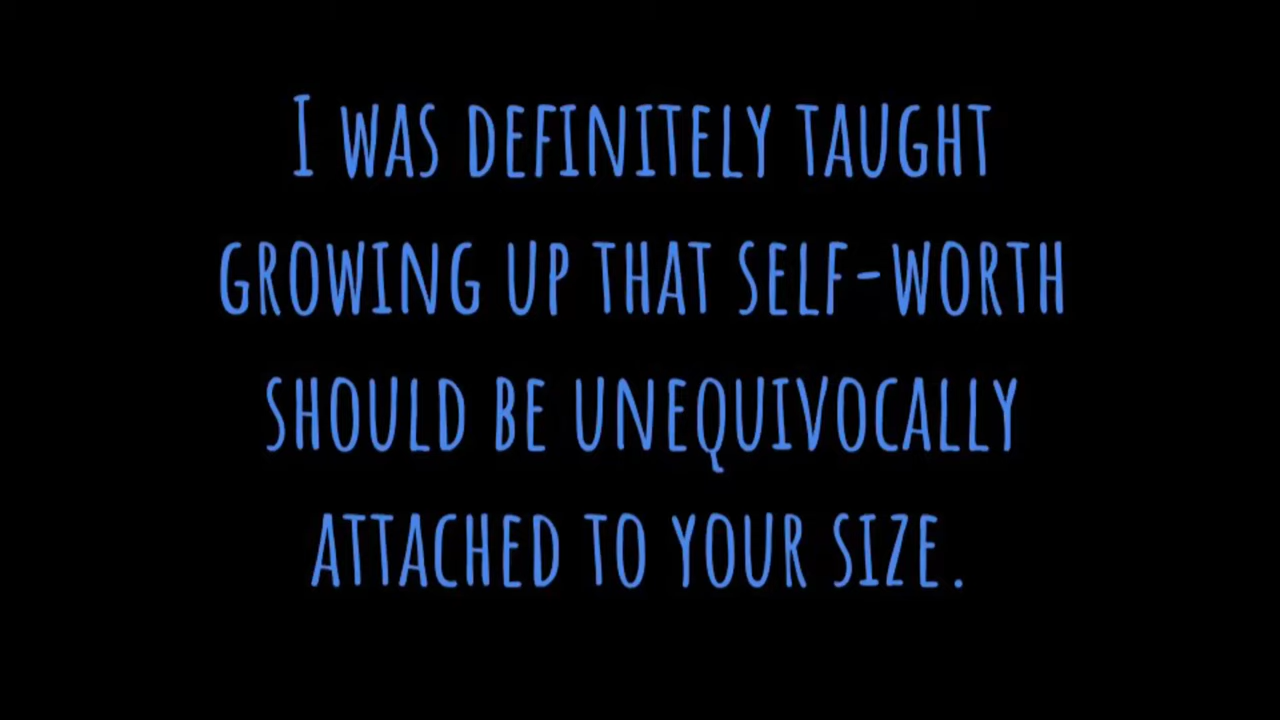 I WAS DEFINITELY TAUGHT
GROWING UP THAT SELF-WORTH
SHOULD BE UNEQUIVOCALLY
ATTACHED TO YOUR SIZE.